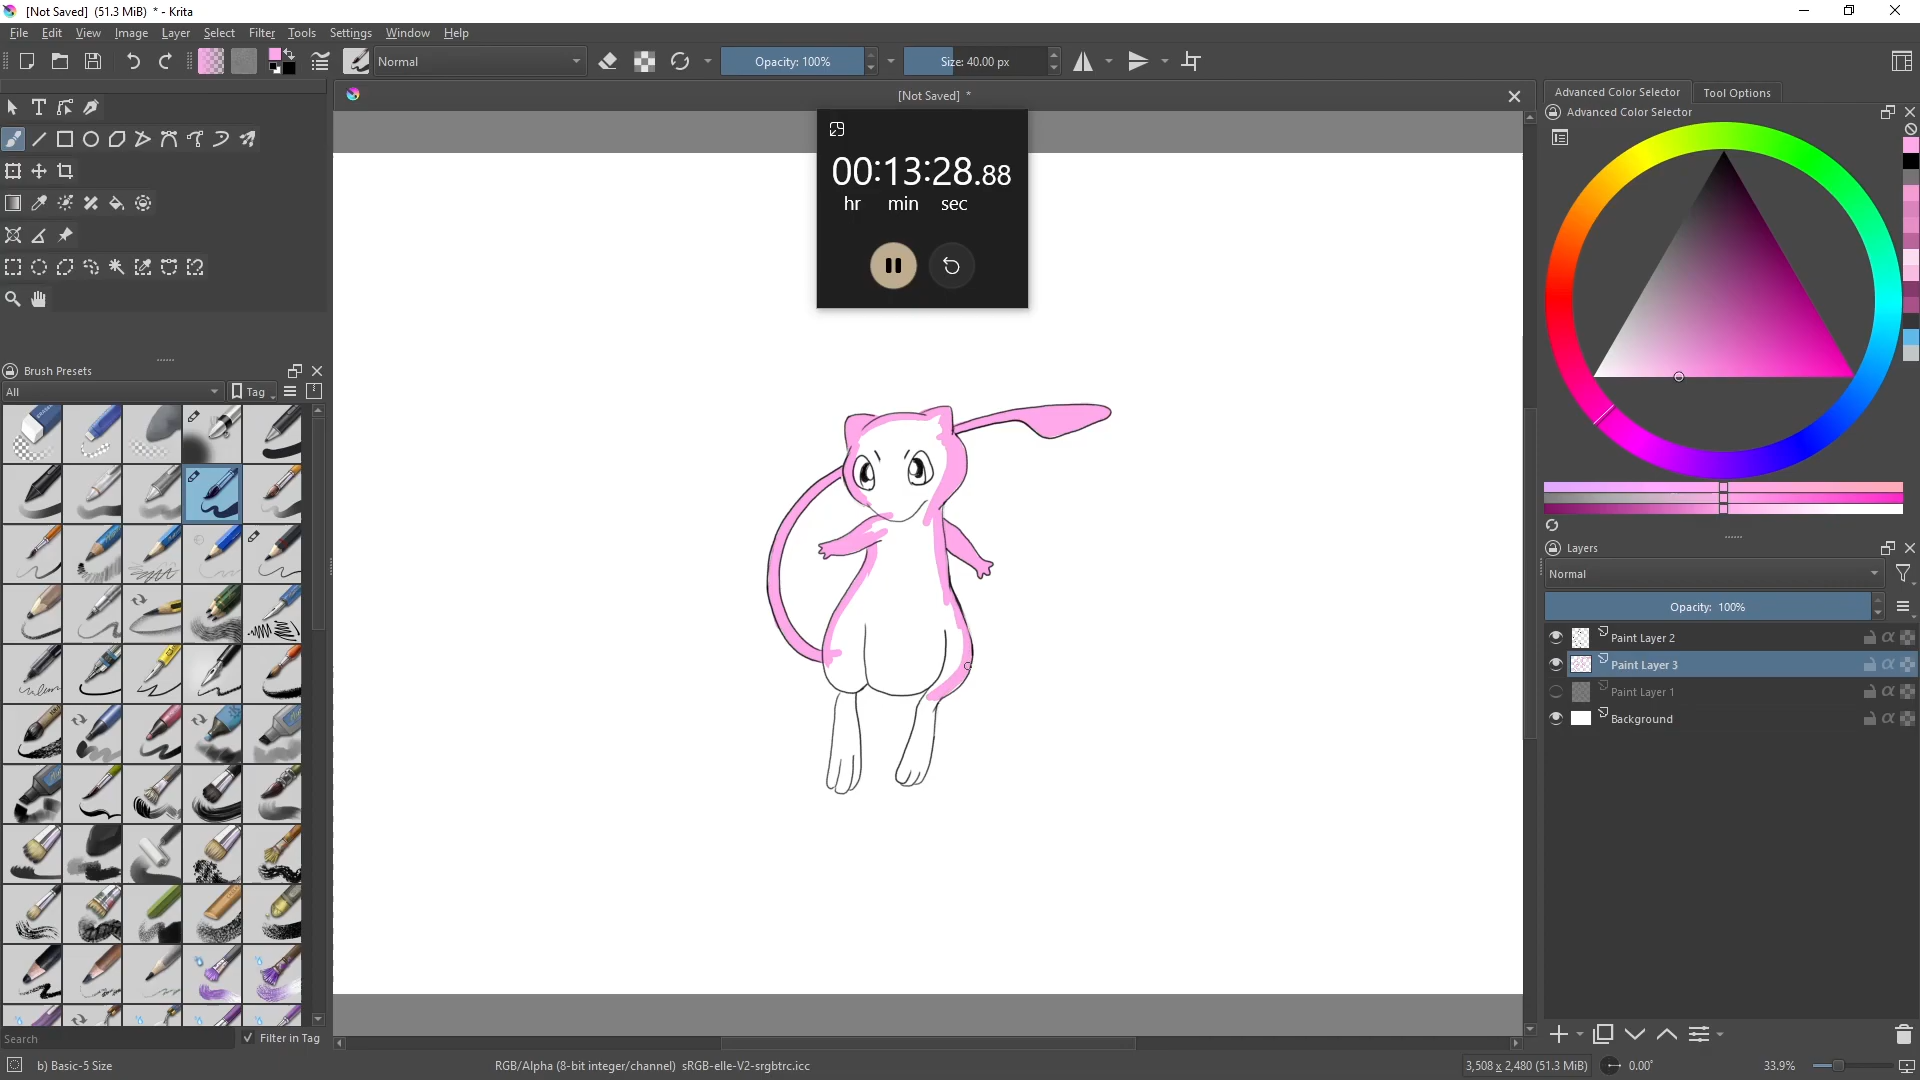 [Not Saved]  (51.3 MiB)  * - Krita
File Edit View Image Layer Select Filter Tools Settings Window Help
Normal
Opacity: 100%
Size: 40.00 px
[Not Saved]  *
00:13:28.88
hr min sec
Advanced Color Selector
Tool Options
Advanced Color Selector
Brush Presets
All
Tag
Layers
Normal
Opacity:  100%
Paint Layer 2
Paint Layer 3
Paint Layer 1
Background
Search
Filter in Tag
b) Basic-5 Size
RGB/Alpha (8-bit integer/channel)  sRGB-elle-V2-srgbtrc.icc
3,508 x 2,480 (51.3 MiB)
0.00°
33.9%